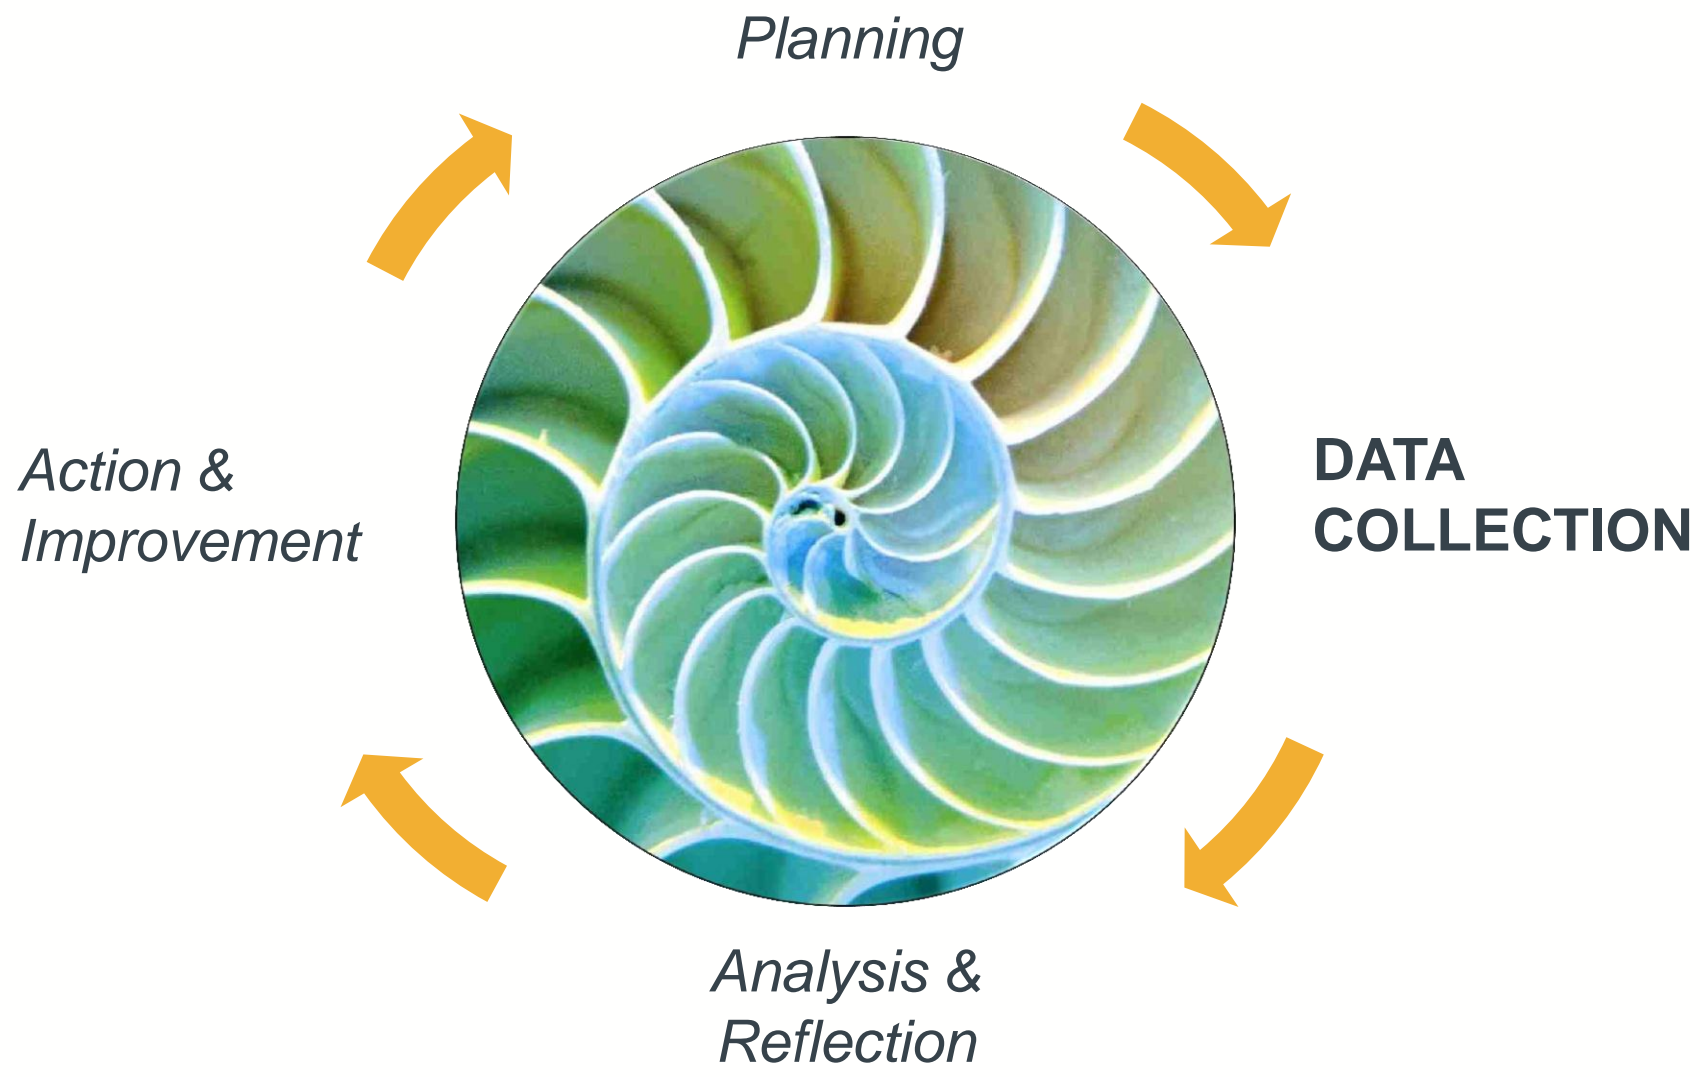 Planning
Action &
Improvement
DATA
COLLECTION
Analysis &
Reflection